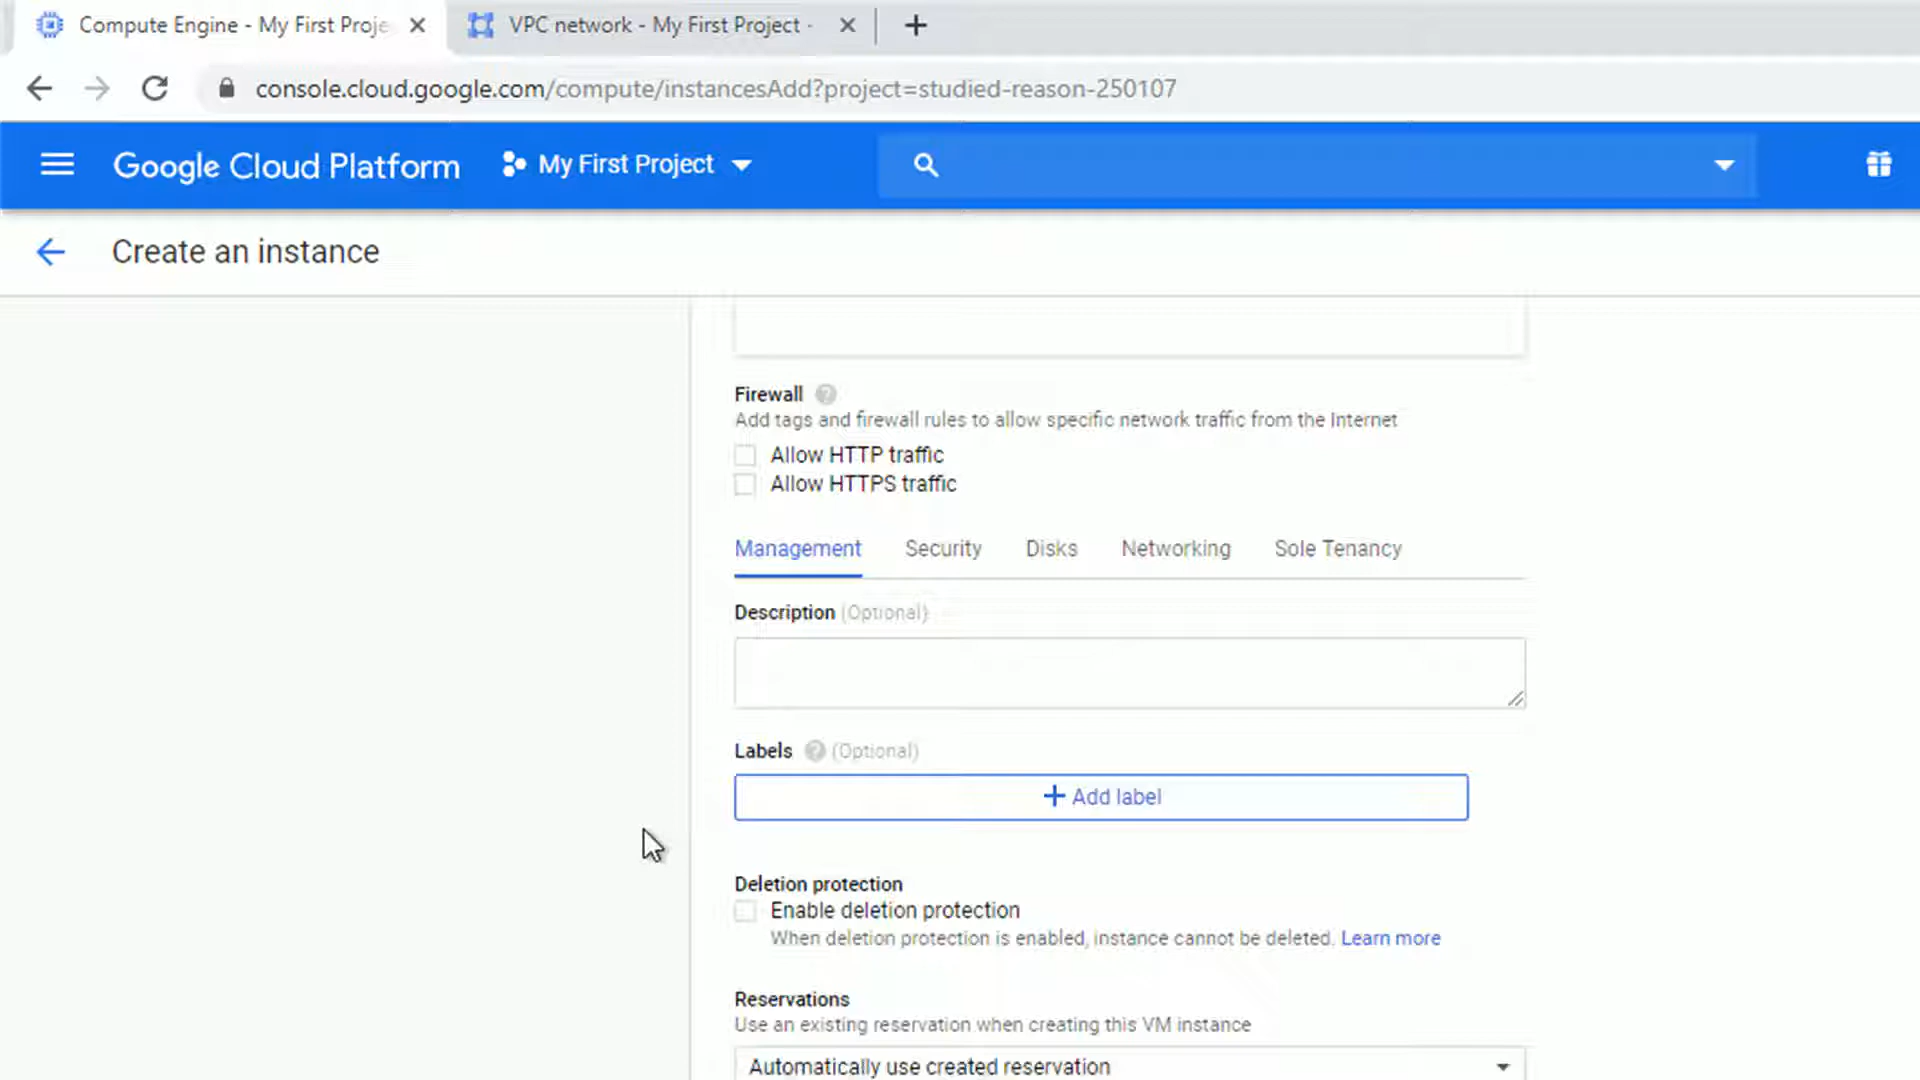 Compute Engine - My First Proje
VPC network - My First Project -
console.cloud.google.com/compute/instancesAdd?project=studied-reason-250107
Google Cloud Platform
My First Project
Create an instance
Firewall ?
Add tags and firewall rules to allow specific network traffic from the Internet
Allow HTTP traffic
Allow HTTPS traffic
Management Security Disks Networking Sole Tenancy
Description (Optional)
Labels ? (Optional)
+ Add label
Deletion protection
Enable deletion protection
When deletion protection is enabled, instance cannot be deleted. Learn more
Reservations
Use an existing reservation when creating this VM instance
Automatically use created reservation